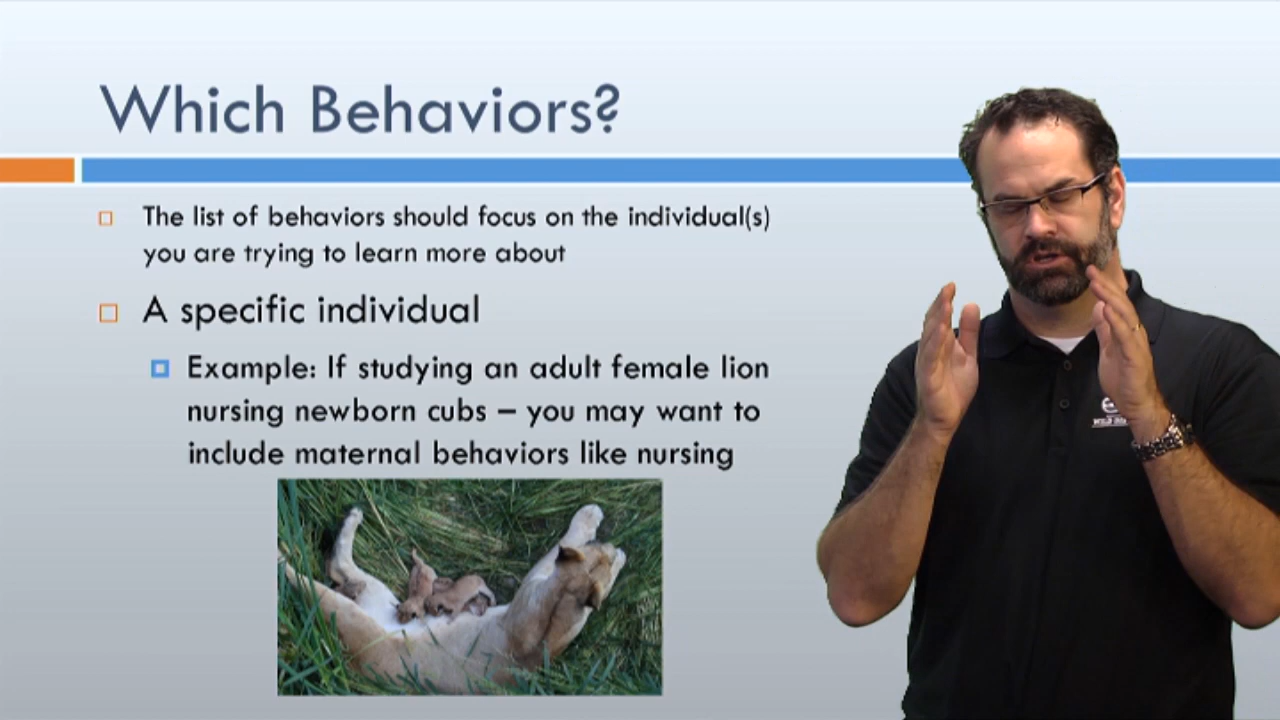 Which Behaviors?
The list of behaviors should focus on the individual(s)
you are trying to learn more about
A specific individual
Example: If studying an adult female lion
nursing newborn cubs – you may want to
include maternal behaviors like nursing